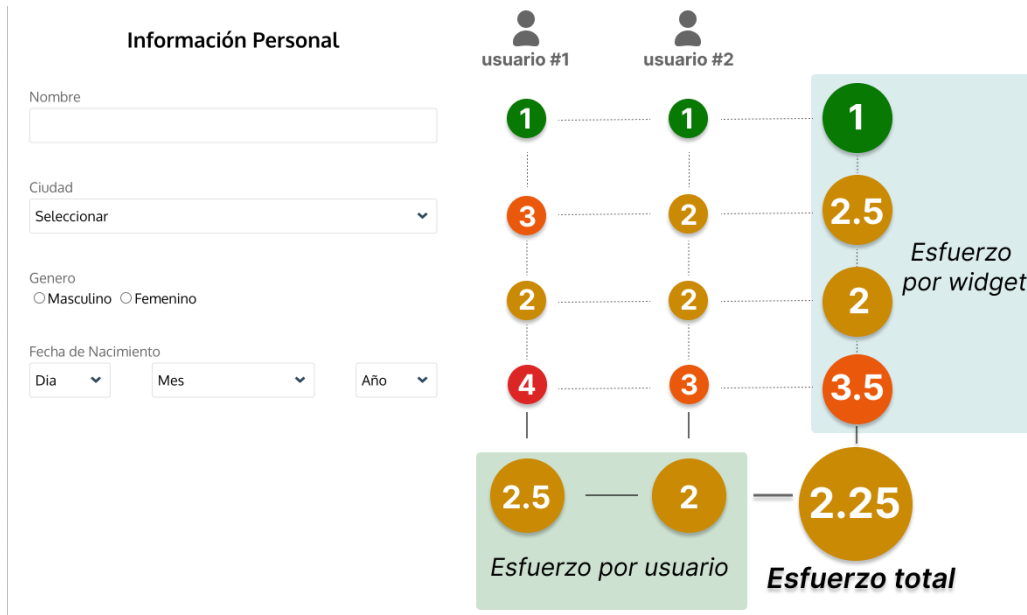 Información Personal
usuario #1
usuario #2
Nombre
1
1
1
Ciudad
Seleccionar
3
2
2.5
Esfuerzo
por widget
Genero
Masculino
Femenino
2
2
2
Fecha de Nacimiento
Dia
Mes
Año
4
3
3.5
2.5
2
2.25
Esfuerzo por usuario
Esfuerzo total